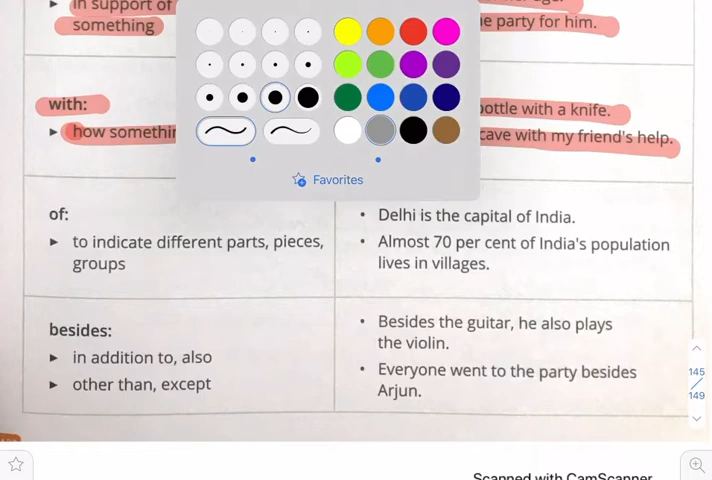 in support of
something
e party for him.
with:
how somethin
ottle with a knife.
cave with my friend's help.
Favorites
of:
to indicate different parts, pieces,
groups
• Delhi is the capital of India.
• Almost 70 per cent of India's population
lives in villages.
besides:
in addition to, also
other than, except
• Besides the guitar, he also plays
the violin.
• Everyone went to the party besides
Arjun.
145
149
Scanned with CamScanner